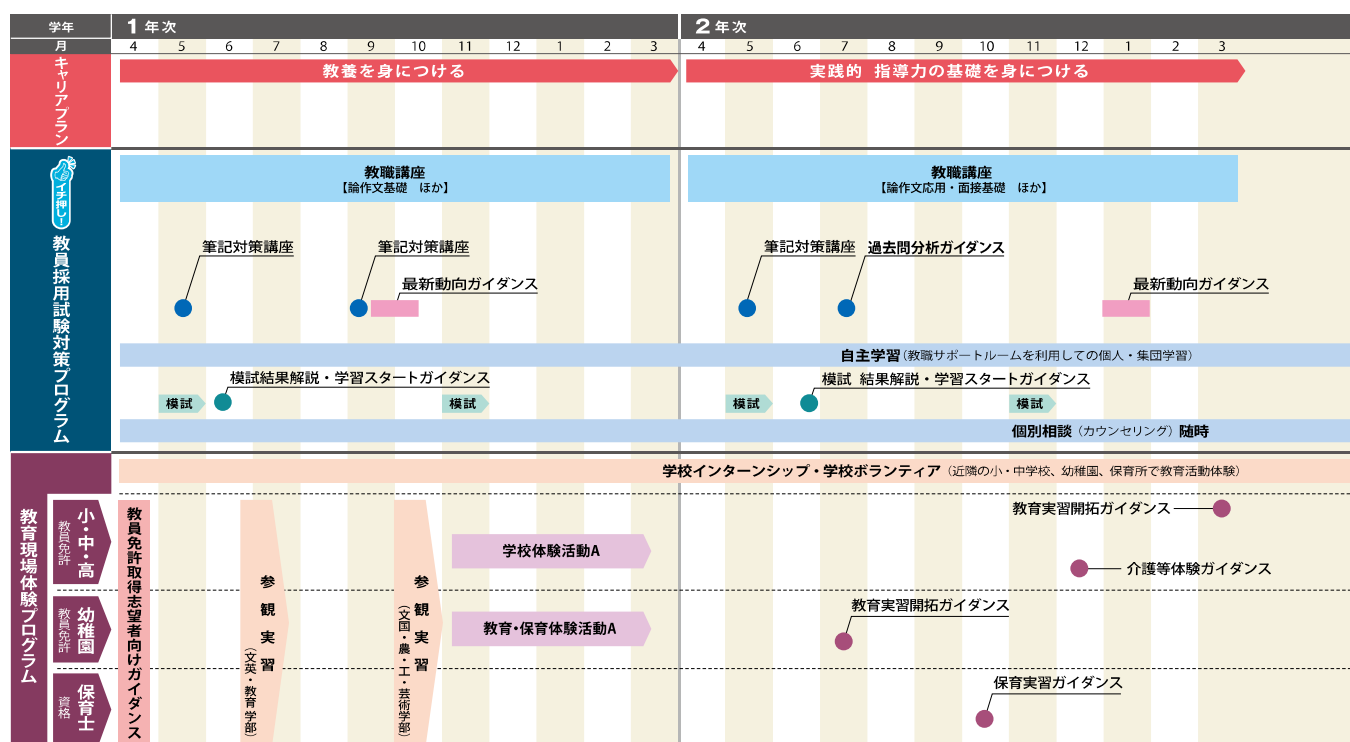 学年
1年次
2年次
月
4 5 6 7 8 9 10 11 12 1 2 3
4 5 6 7 8 9 10 11 12 1 2 3
キャリアプラン
教養を身につける
実践的 指導力の基礎を身につける
イチ押し!
教員採用試験対策プログラム
教職講座
【論作文基礎 ほか】
教職講座
【論作文応用・面接基礎 ほか】
筆記対策講座
筆記対策講座
筆記対策講座
過去問分析ガイダンス
最新動向ガイダンス
最新動向ガイダンス
自主学習(教職サポートルームを利用しての個人・集団学習)
模試結果解説・学習スタートガイダンス
模試 結果解説・学習スタートガイダンス
模試
模試
模試
模試
個別相談(カウンセリング)随時
教育現場体験プログラム
学校インターンシップ・学校ボランティア(近隣の小・中学校、幼稚園、保育所で教育活動体験)
小・中・高
教員免許
幼稚園
教員免許
保育士
資格
教員免許取得志望者向けガイダンス
参観実習
(文英・教育学部)
参観実習
(文国・農・工・芸術学部)
学校体験活動A
教育・保育体験活動A
教育実習開拓ガイダンス
介護等体験ガイダンス
教育実習開拓ガイダンス
保育実習ガイダンス